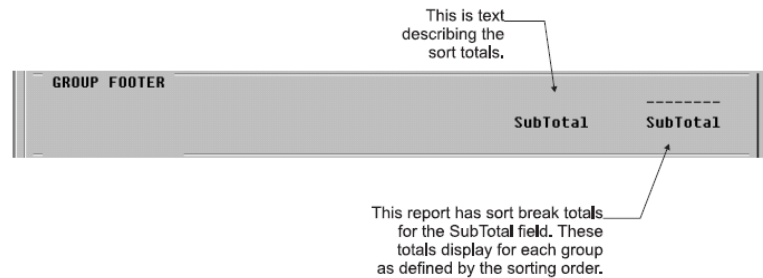 This is text
describing the
sort totals.
GROUP FOOTER
--------
SubTotal SubTotal
This report has sort break totals
for the SubTotal field. These
totals display for each group
as defined by the sorting order.